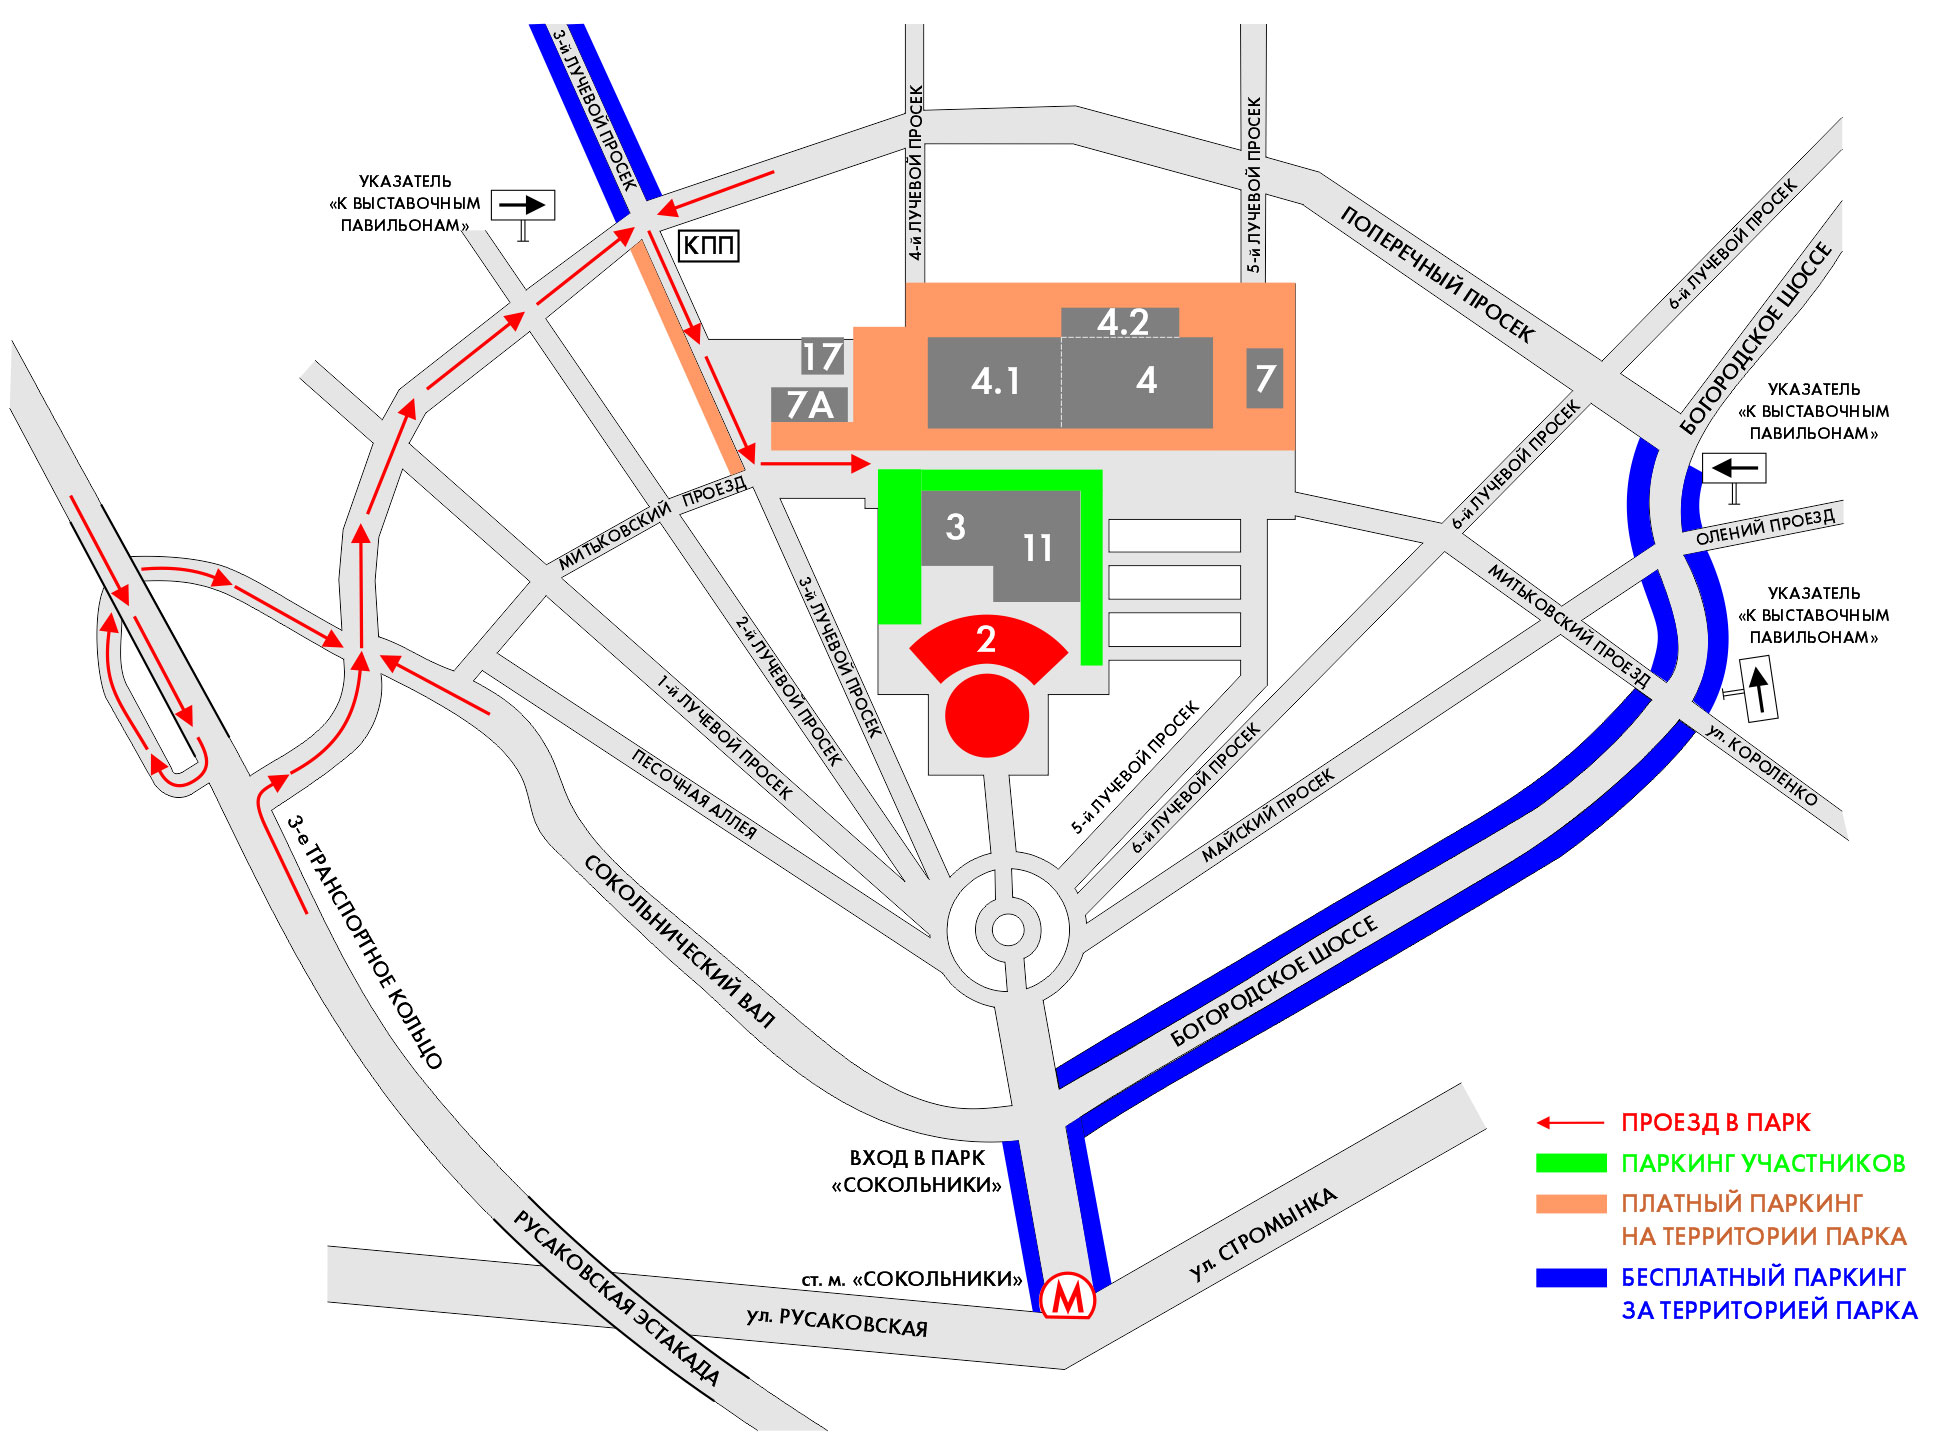 3-й ЛУЧЕВОЙ ПРОСЕК
4-й ЛУЧЕВОЙ ПРОСЕК
5-й ЛУЧЕВОЙ ПРОСЕК
УКАЗАТЕЛЬ
«К ВЫСТАВОЧНЫМ
ПАВИЛЬОНАМ»
КПП
ПОПЕРЕЧНЫЙ ПРОСЕК
6-й ЛУЧЕВОЙ ПРОСЕК
БОГОРОДСКОЕ ШОССЕ
4.2
17
4.1
4
7
7А
УКАЗАТЕЛЬ
«К ВЫСТАВОЧНЫМ
ПАВИЛЬОНАМ»
6-й ЛУЧЕВОЙ ПРОСЕК
МИТЬКОВСКИЙ ПРОЕЗД
3
11
ОЛЕНИЙ ПРОЕЗД
МИТЬКОВСКИЙ ПРОЕЗД
УКАЗАТЕЛЬ
«К ВЫСТАВОЧНЫМ
ПАВИЛЬОНАМ»
2
3-й ЛУЧЕВОЙ ПРОСЕК
2-й ЛУЧЕВОЙ ПРОСЕК
1-й ЛУЧЕВОЙ ПРОСЕК
ПЕСОЧНАЯ АЛЛЕЯ
5-й ЛУЧЕВОЙ ПРОСЕК
6-й ЛУЧЕВОЙ ПРОСЕК
МАЙСКИЙ ПРОСЕК
ул. КОРОЛЕНКО
3-е ТРАНСПОРТНОЕ КОЛЬЦО
СОКОЛЬНИЧЕСКИЙ ВАЛ
БОГОРОДСКОЕ ШОССЕ
ВХОД В ПАРК
«СОКОЛЬНИКИ»
РУСАКОВСКАЯ ЭСТАКАДА
ст. м. «СОКОЛЬНИКИ»
М
ул. РУСАКОВСКАЯ
ул. СТРОМЫНКА
ПРОЕЗД В ПАРК
ПАРКИНГ УЧАСТНИКОВ
ПЛАТНЫЙ ПАРКИНГ
НА ТЕРРИТОРИИ ПАРКА
БЕСПЛАТНЫЙ ПАРКИНГ
ЗА ТЕРРИТОРИЕЙ ПАРКА